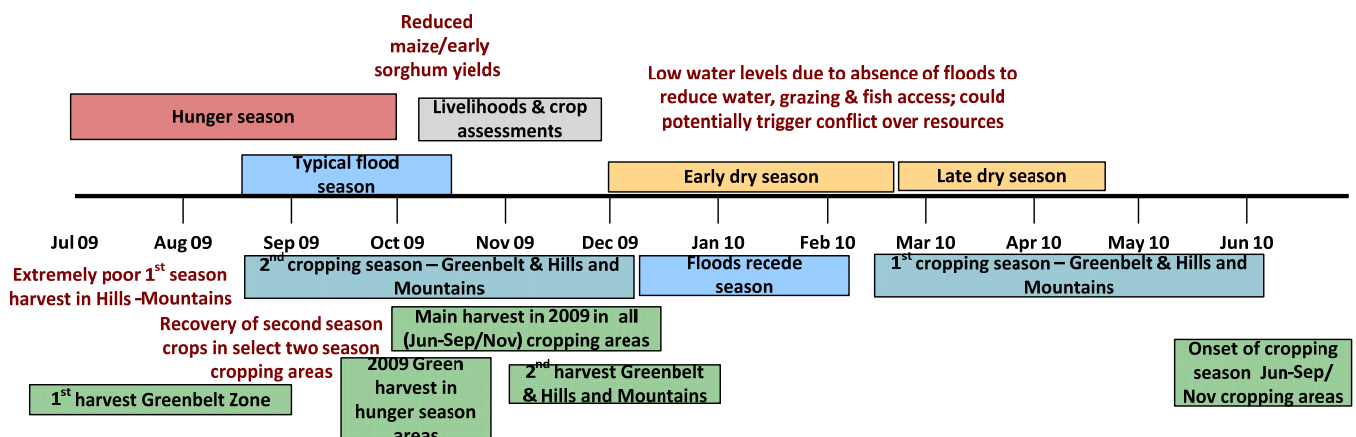 Reduced
maize/early
sorghum yields
Low water levels due to absence of floods to
reduce water, grazing & fish access; could
potentially trigger conflict over resources
Hunger season
Livelihoods & crop
assessments
Typical flood
season
Early dry season
Late dry season
Jul 09
Aug 09
Sep 09
Oct 09
Nov 09
Dec 09
Jan 10
Feb 10
Mar 10
Apr 10
May 10
Jun 10
Extremely poor 1st season
harvest in Hills -Mountains
2nd cropping season – Greenbelt & Hills and
Mountains
Floods recede
season
1st cropping season – Greenbelt & Hills and
Mountains
Recovery of second season
crops in select two season
cropping areas
Main harvest in 2009 in all
(Jun-Sep/Nov) cropping areas
1st harvest Greenbelt Zone
2009 Green
harvest in
hunger season
areas
2nd harvest Greenbelt
& Hills and Mountains
Onset of cropping
season Jun-Sep/
Nov cropping areas